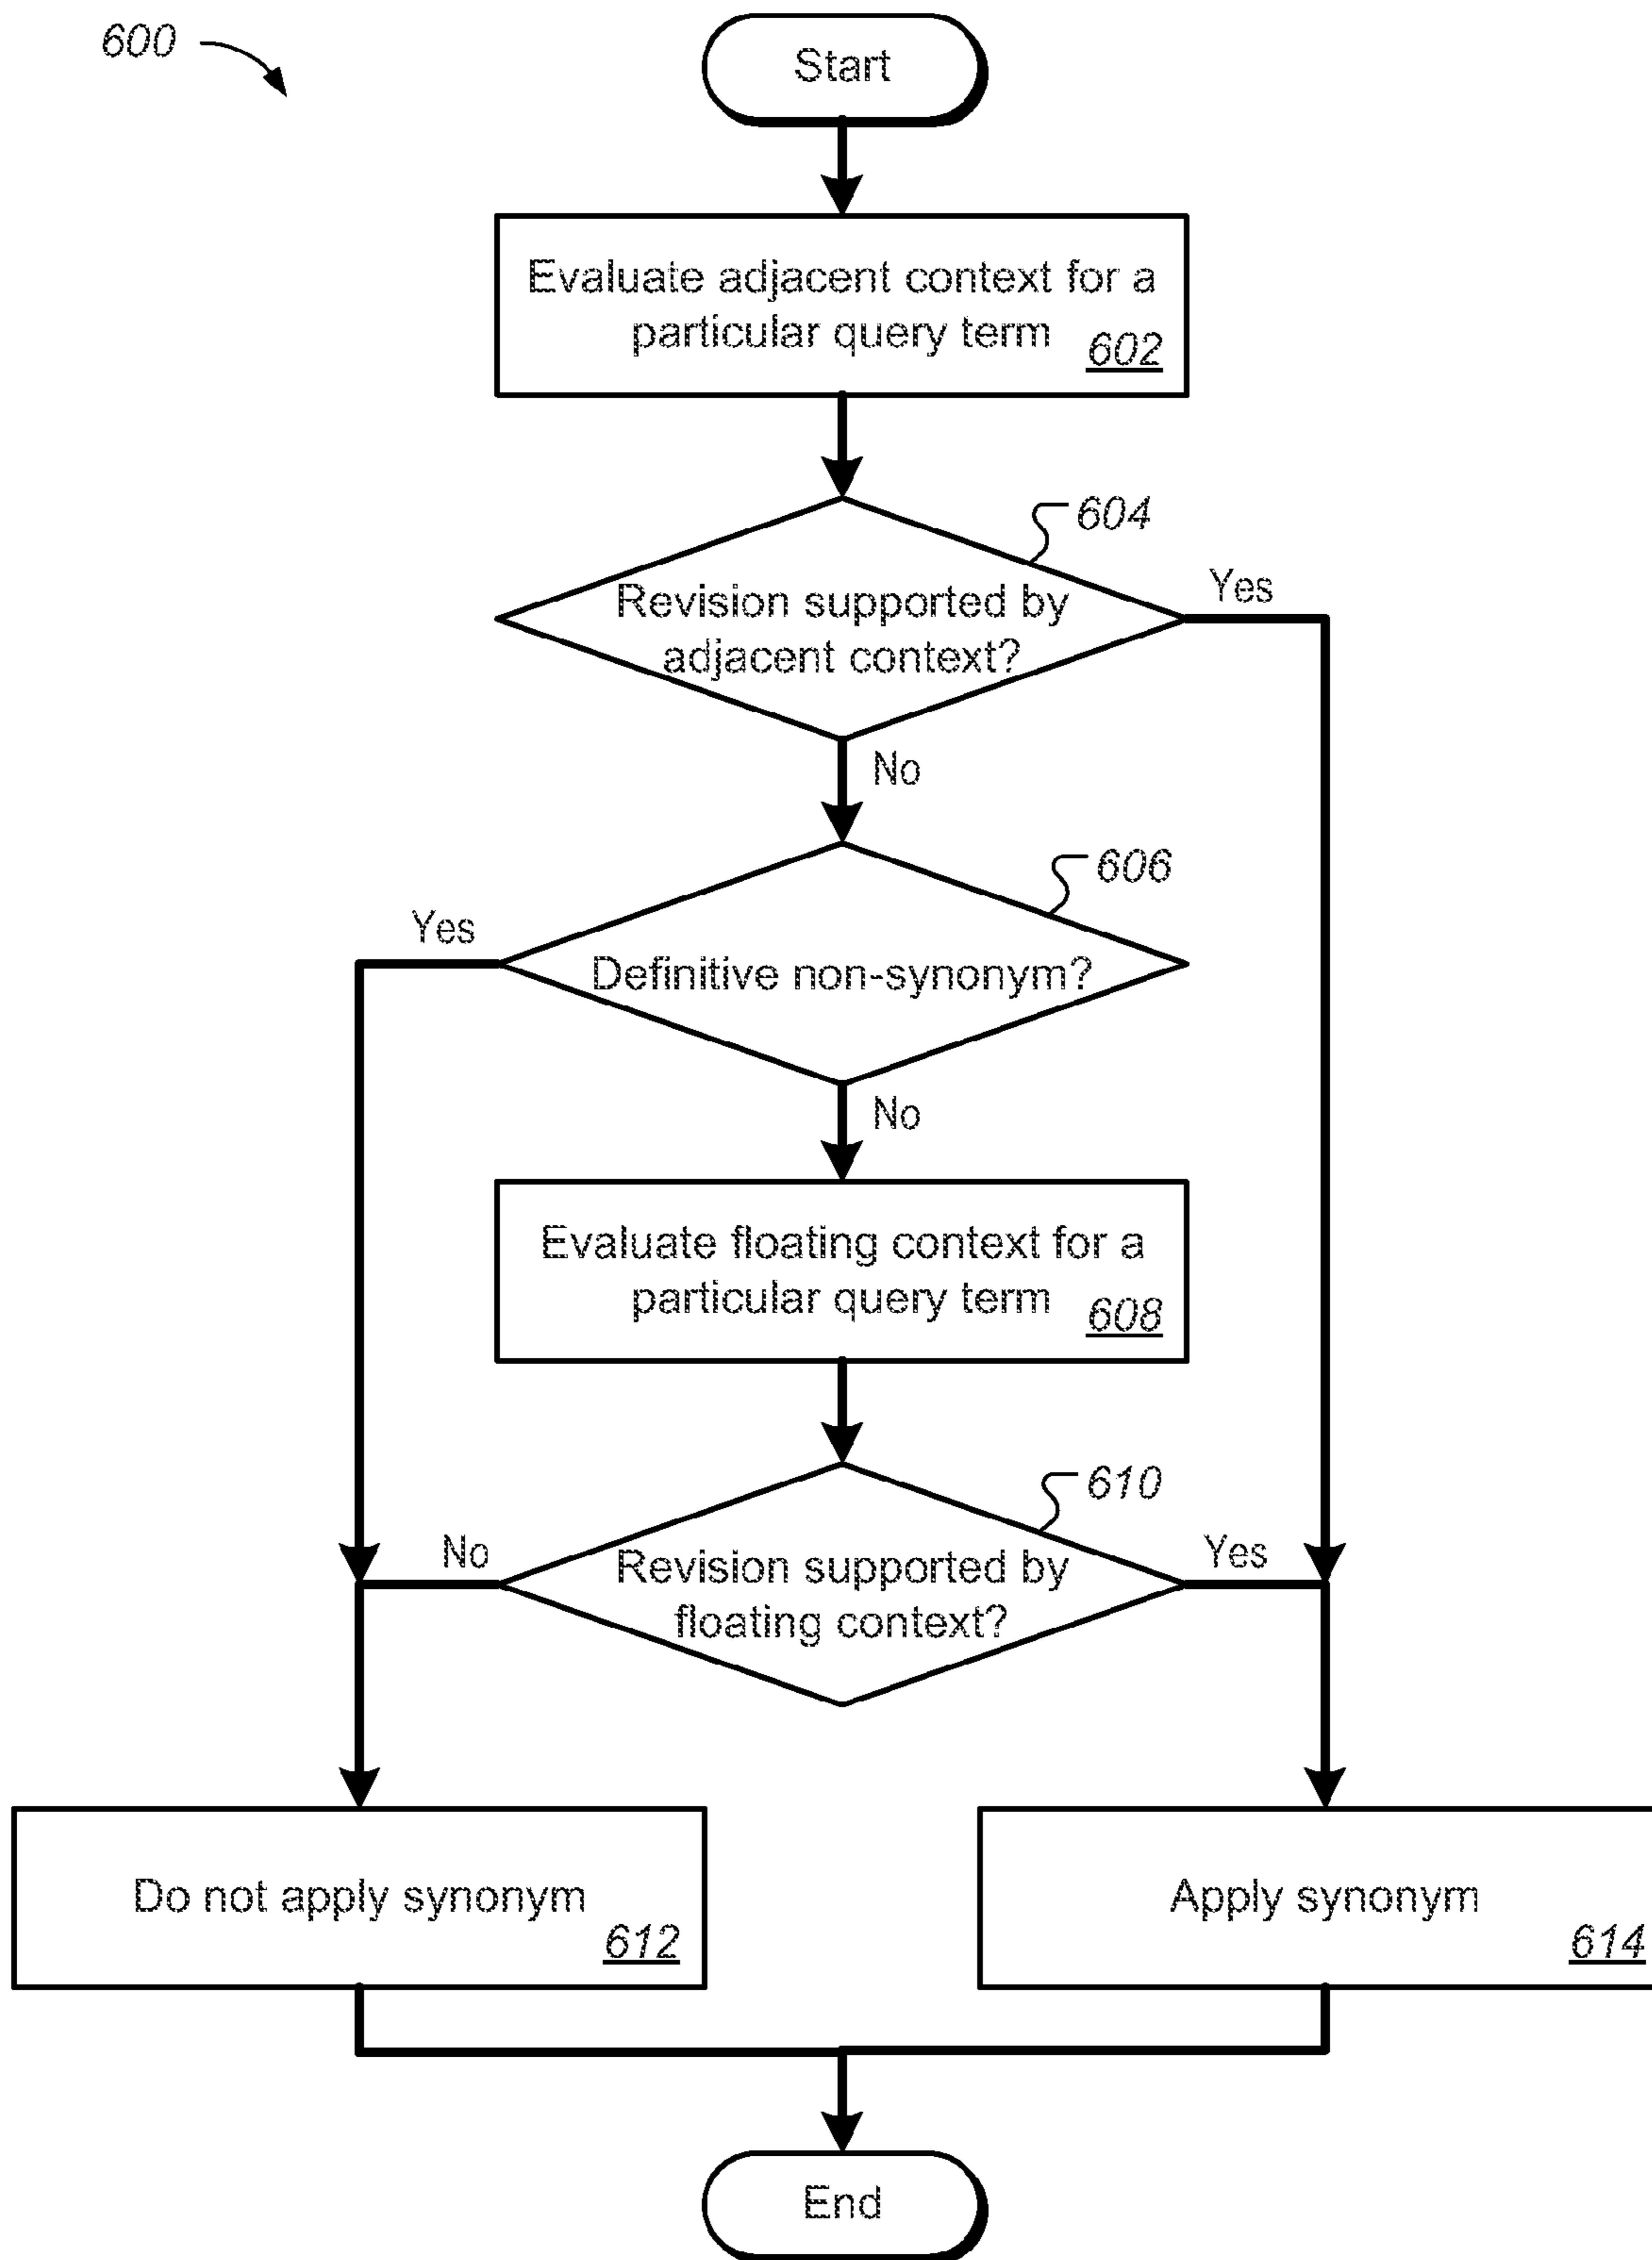 600
Start
Evaluate adjacent context for a
particular query term
602
604
Yes
Revision supported by
adjacent context?
No
606
Yes
Definitive non-synonym?
No
Evaluate floating context for a
particular query term
608
610
No
Yes
Revision supported by
floating context?
Do not apply synonym
612
Apply synonym
614
End